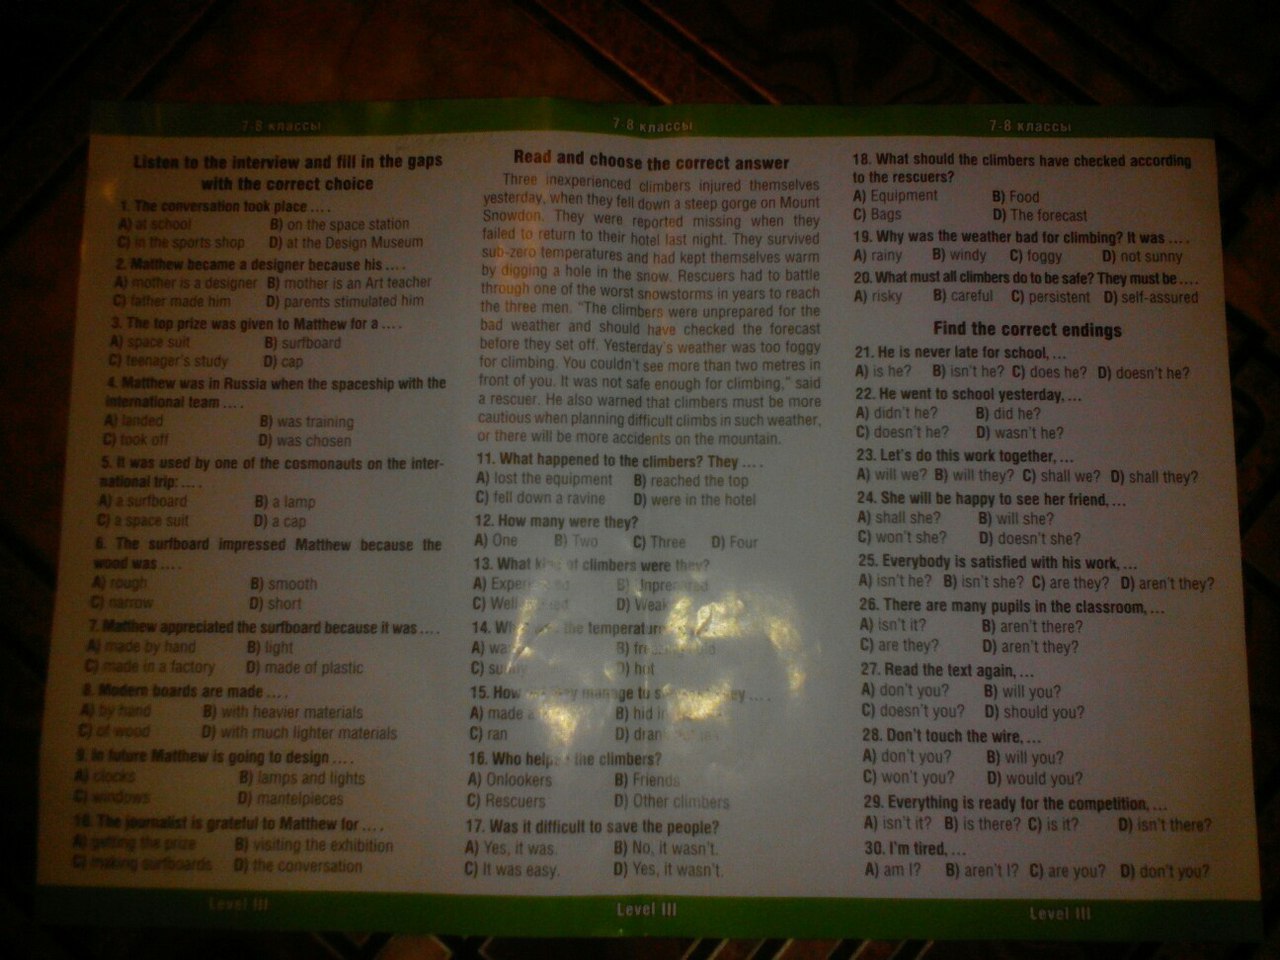 7-8 классы
Listen to the interview and fill in the gaps
with the correct choice
1. The conversation took place ....
A) at school B) on the space station
C) in the sports shop D) at the Design Museum
2. Matthew became a designer because his ....
A) mother is a designer B) mother is an Art teacher
C) father made him D) parents stimulated him
3. The top prize was given to Matthew for a ....
A) space suit B) surfboard
C) teenager's study D) cap
4. Matthew was in Russia when the spaceship with the
international team ....
A) landed B) was training
C) took off D) was chosen
5. It was used by one of the cosmonauts on the inter-
national trip: ....
A) a surfboard B) a lamp
C) a space suit D) a cap
6. The surfboard impressed Matthew because the
wood was ....
A) rough B) smooth
C) narrow D) short
7. Matthew appreciated the surfboard because it was ....
A) made by hand B) light
C) made in a factory D) made of plastic
8. Modern boards are made ....
A) by hand B) with heavier materials
C) of wood D) with much lighter materials
9. In future Matthew is going to design ....
A) clocks B) lamps and lights
C) windows D) mantelpieces
10. The journalist is grateful to Matthew for ....
A) getting the prize B) visiting the exhibition
C) making surfboards D) the conversation
Level III
7-8 классы
Read and choose the correct answer
Three inexperienced climbers injured themselves
yesterday, when they fell down a steep gorge on Mount
Snowdon. They were reported missing when they
failed to return to their hotel last night. They survived
sub-zero temperatures and had kept themselves warm
by digging a hole in the snow. Rescuers had to battle
through one of the worst snowstorms in years to reach
the three men. "The climbers were unprepared for the
bad weather and should have checked the forecast
before they set off. Yesterday's weather was too foggy
for climbing. You couldn't see more than two metres in
front of you. It was not safe enough for climbing," said
a rescuer. He also warned that climbers must be more
cautious when planning difficult climbs in such weather,
or there will be more accidents on the mountain.
11. What happened to the climbers? They ....
A) lost the equipment B) reached the top
C) fell down a ravine D) were in the hotel
12. How many were they?
A) One B) Two C) Three D) Four
13. What kind of climbers were they?
A) B)
C) D) Weak
14. the temperature
A) B)
C) sunny D) hot
15. How manage to
A) made B) hid in
C) ran D)
16. Who helped the climbers?
A) Onlookers B) Friends
C) Rescuers D) Other climbers
17. Was it difficult to save the people?
A) Yes, it was. B) No, it wasn't.
C) It was easy. D) Yes, it wasn't.
Level III
7-8 классы
18. What should the climbers have checked according
to the rescuers?
A) Equipment B) Food
C) Bags D) The forecast
19. Why was the weather bad for climbing? It was ....
A) rainy B) windy C) foggy D) not sunny
20. What must all climbers do to be safe? They must be ....
A) risky B) careful C) persistent D) self-assured
Find the correct endings
21. He is never late for school, ...
A) is he? B) isn't he? C) does he? D) doesn't he?
22. He went to school yesterday, ...
A) didn't he? B) did he?
C) doesn't he? D) wasn't he?
23. Let's do this work together, ...
A) will we? B) will they? C) shall we? D) shall they?
24. She will be happy to see her friend, ...
A) shall she? B) will she?
C) won't she? D) doesn't she?
25. Everybody is satisfied with his work, ...
A) isn't he? B) isn't she? C) are they? D) aren't they?
26. There are many pupils in the classroom, ...
A) isn't it? B) aren't there?
C) are they? D) aren't they?
27. Read the text again, ...
A) don't you? B) will you?
C) doesn't you? D) should you?
28. Don't touch the wire, ...
A) don't you? B) will you?
C) won't you? D) would you?
29. Everything is ready for the competition, ...
A) isn't it? B) is there? C) is it? D) isn't there?
30. I'm tired, ...
A) am I? B) aren't I? C) are you? D) don't you?
Level III